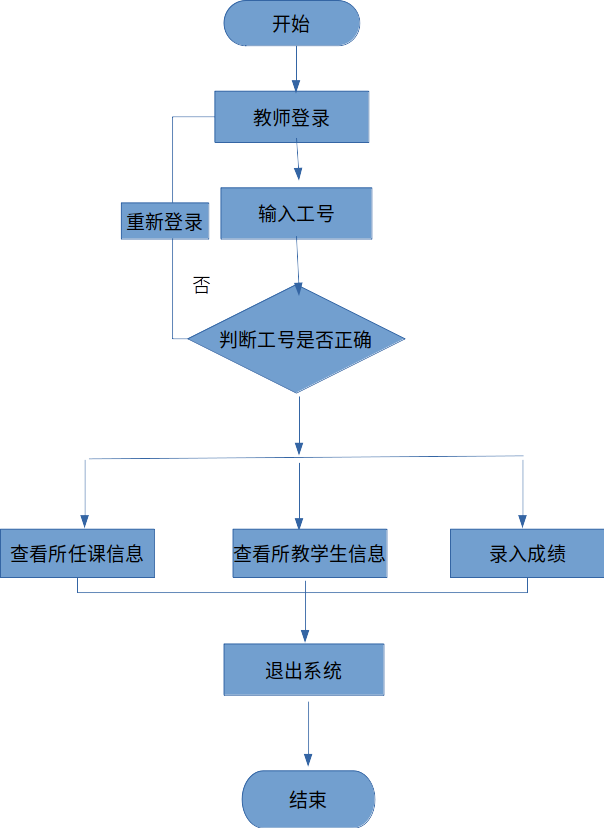 开始
教师登录
输入工号
重新登录
否
判断工号是否正确
查看所任课信息
查看所教学生信息
录入成绩
退出系统
结束